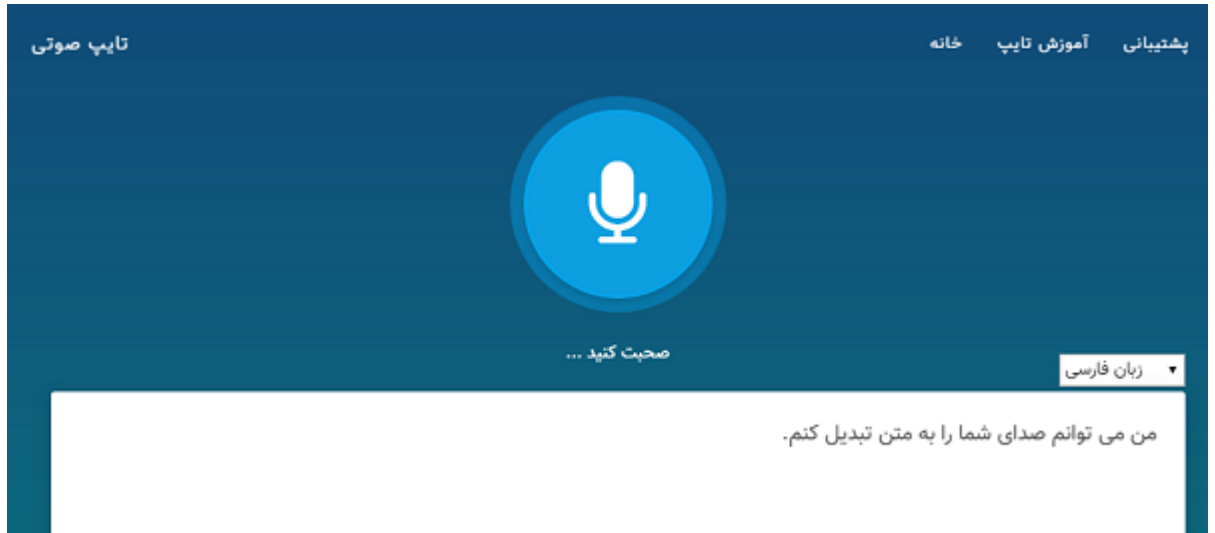 پشتیبانی آموزش تایپ خانه تایپ صوتی
صحبت کنید ...
زبان فارسی
من می توانم صدای شما را به متن تبدیل کنم.